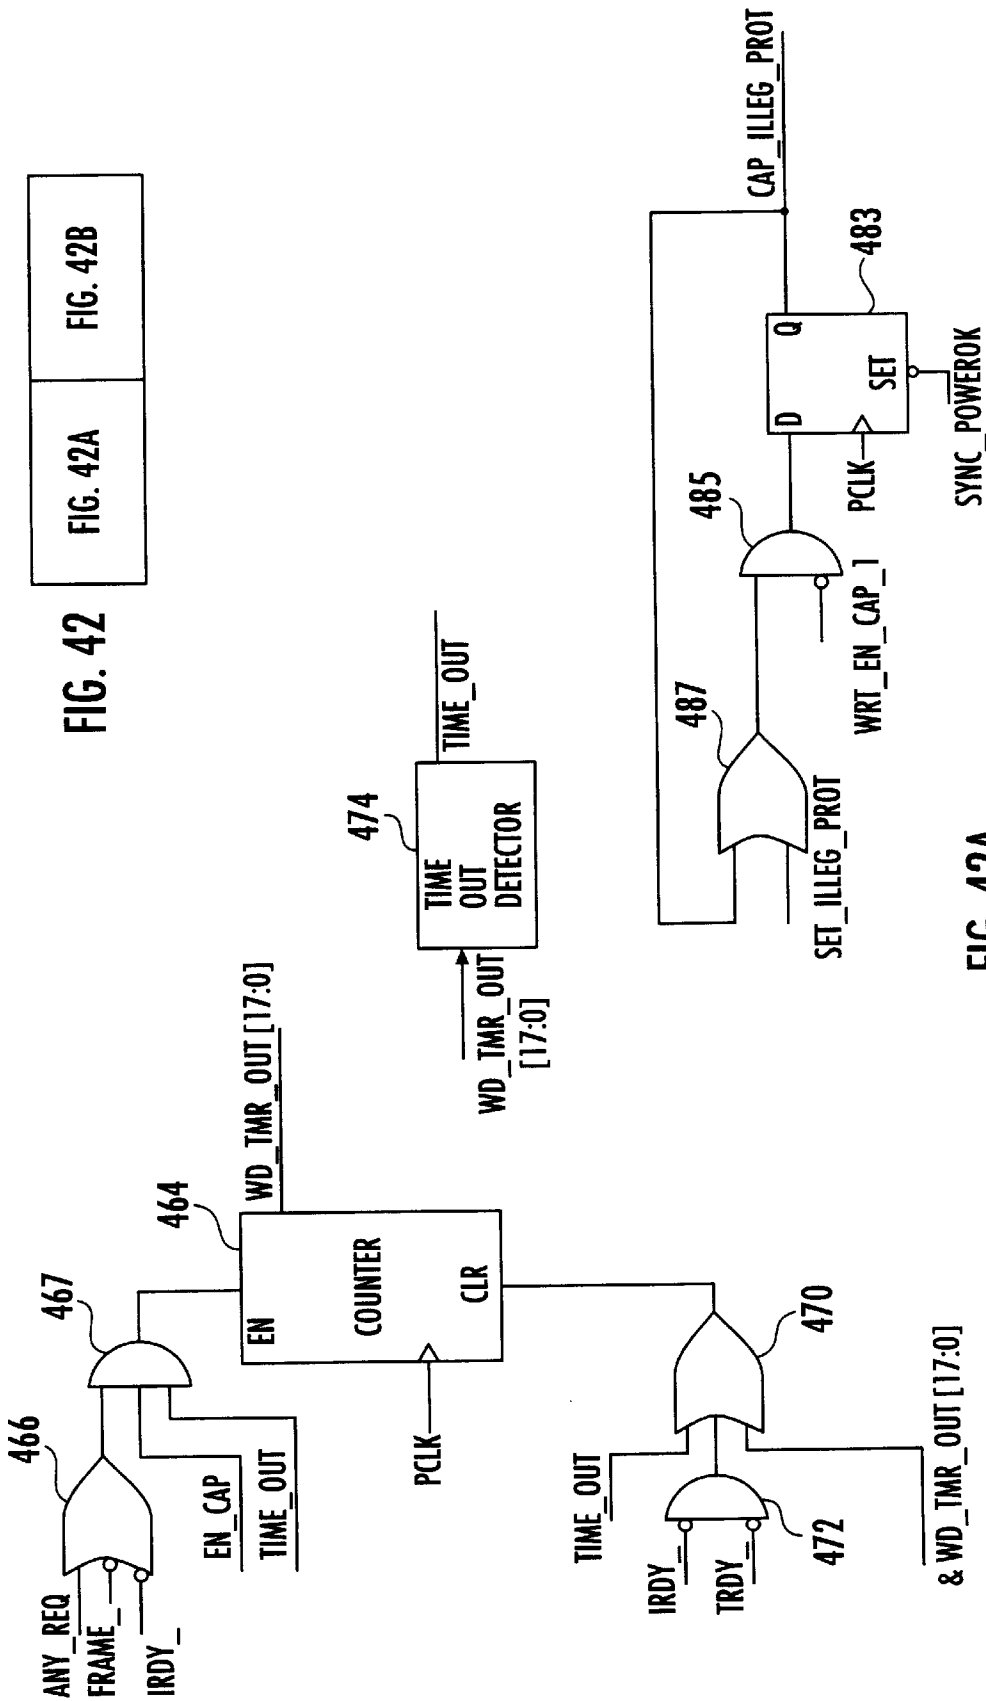 FIG. 42
FIG. 42A
FIG. 42B
466
ANY_REQ
FRAME_
IRDY_
467
EN_CAP
TIME_OUT
464
EN
COUNTER
CLR
PCLK
WD_TMR_OUT [17:0]
TIME_OUT
IRDY_
TRDY_
472
470
& WD_TMR_OUT [17:0]
474
WD_TMR_OUT
[17:0]
TIME
OUT
DETECTOR
TIME_OUT
487
SET_ILLEG_PROT
485
WRT_EN_CAP_1
D
Q
SET
PCLK
SYNC_POWEROK
483
CAP_ILLEG_PROT
FIG. 42A